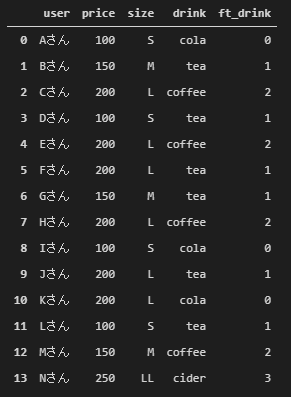 user price size drink ft_drink
0 Aさん 100 S cola 0
1 Bさん 150 M tea 1
2 Cさん 200 L coffee 2
3 Dさん 100 S tea 1
4 Eさん 200 L coffee 2
5 Fさん 200 L tea 1
6 Gさん 150 M tea 1
7 Hさん 200 L coffee 2
8 Iさん 100 S cola 0
9 Jさん 200 L tea 1
10 Kさん 200 L cola 0
11 Lさん 100 S tea 1
12 Mさん 150 M coffee 2
13 Nさん 250 LL cider 3